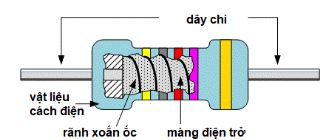 dây chì
vật liệu
cách điện
rãnh xoắn ốc
màng điện trở